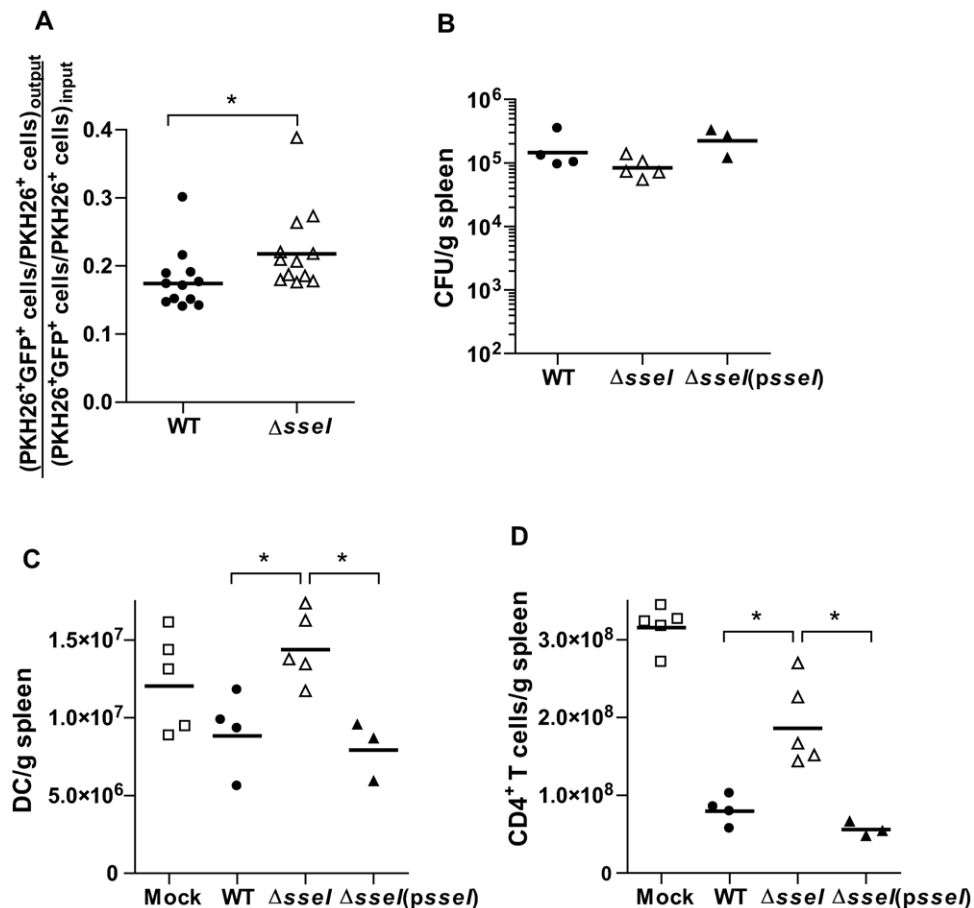 A
(PKH26⁺GFP⁺ cells/PKH26⁺ cells)output
(PKH26⁺GFP⁺ cells/PKH26⁺ cells)input
*
0.4
0.3
0.2
0.1
0.0
WT
ΔsseI
B
CFU/g spleen
10⁶
10⁵
10⁴
10³
10²
WT
ΔsseI
ΔsseI(psseI)
C
DC/g spleen
*
*
1.5×10⁷
1.0×10⁷
5.0×10⁶
0
Mock
WT
ΔsseI
ΔsseI(psseI)
D
CD4⁺ T cells/g spleen
*
*
3.0×10⁸
2.0×10⁸
1.0×10⁸
0
Mock
WT
ΔsseI
ΔsseI(psseI)